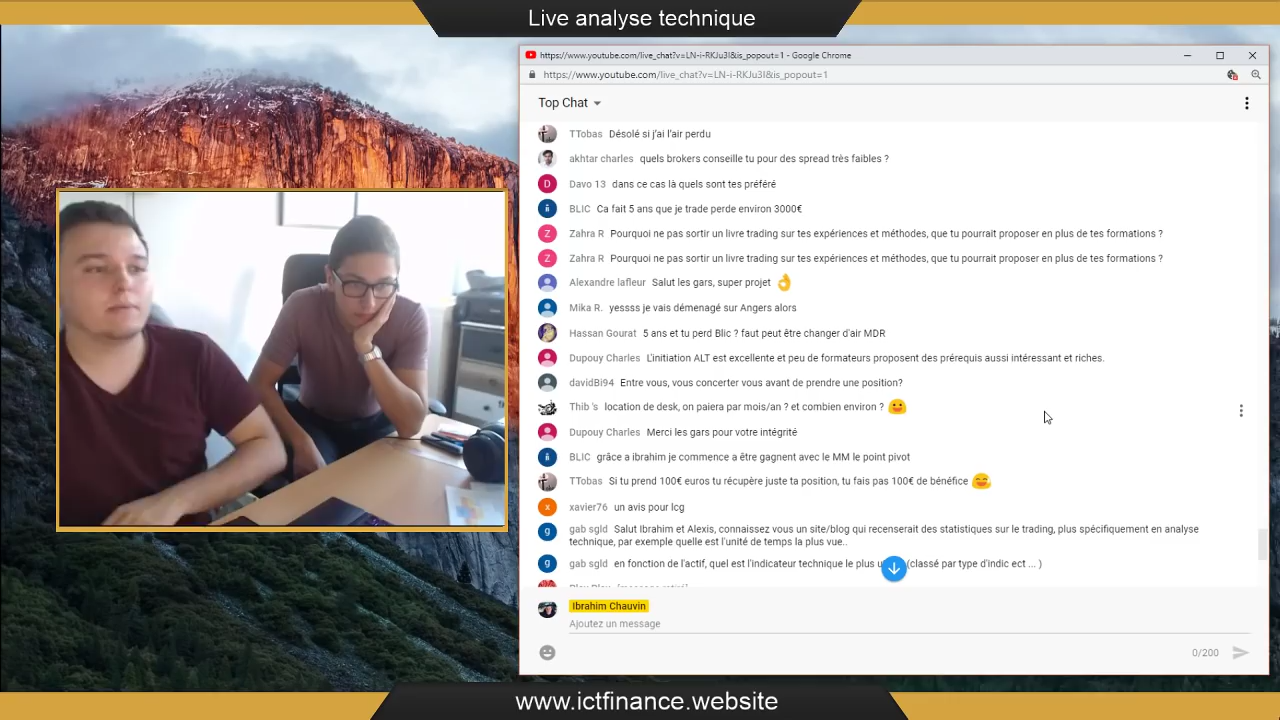 Live analyse technique
https://www.youtube.com/live_chat?v=LN-i-RKJu3I&is_popout=1 - Google Chrome
https://www.youtube.com/live_chat?v=LN-i-RKJu3I&is_popout=1
Top Chat
TTobas Désolé si j'ai l'air perdu
akhtar charles quels brokers conseille tu pour des spread très faibles ?
Davo 13 dans ce cas là quels sont tes préféré
BLIC Ca fait 5 ans que je trade perde environ 3000€
Zahra R Pourquoi ne pas sortir un livre trading sur tes expériences et méthodes, que tu pourrait proposer en plus de tes formations ?
Zahra R Pourquoi ne pas sortir un livre trading sur tes expériences et méthodes, que tu pourrait proposer en plus de tes formations ?
Alexandre lafleur Salut les gars, super projet 👌
Mika R. yessss je vais démenagé sur Angers alors
Hassan Gourat 5 ans et tu perd Blic ? faut peut être changer d'air MDR
Dupouy Charles L'initiation ALT est excellente et peu de formateurs proposent des prérequis aussi intéressant et riches.
davidBi94 Entre vous, vous concerter vous avant de prendre une position?
Thib 's location de desk, on paiera par mois/an ? et combien environ ?
Dupouy Charles Merci les gars pour votre intégrité
BLIC grâce a ibrahim je commence a être gagnent avec le MM le point pivot
TTobas Si tu prend 100€ euros tu récupère juste ta position, tu fais pas 100€ de bénéfice
xavier76 un avis pour lcg
gab sgld Salut Ibrahim et Alexis, connaissez vous un site/blog qui recenserait des statistiques sur le trading, plus spécifiquement en analyse
technique, par exemple quelle est l'unité de temps la plus vue..
gab sgld en fonction de l'actif, quel est l'indicateur technique le plus (classé par type d'indic ect ... )
Ibrahim Chauvin
Ajoutez un message
0/200
www.ictfinance.website